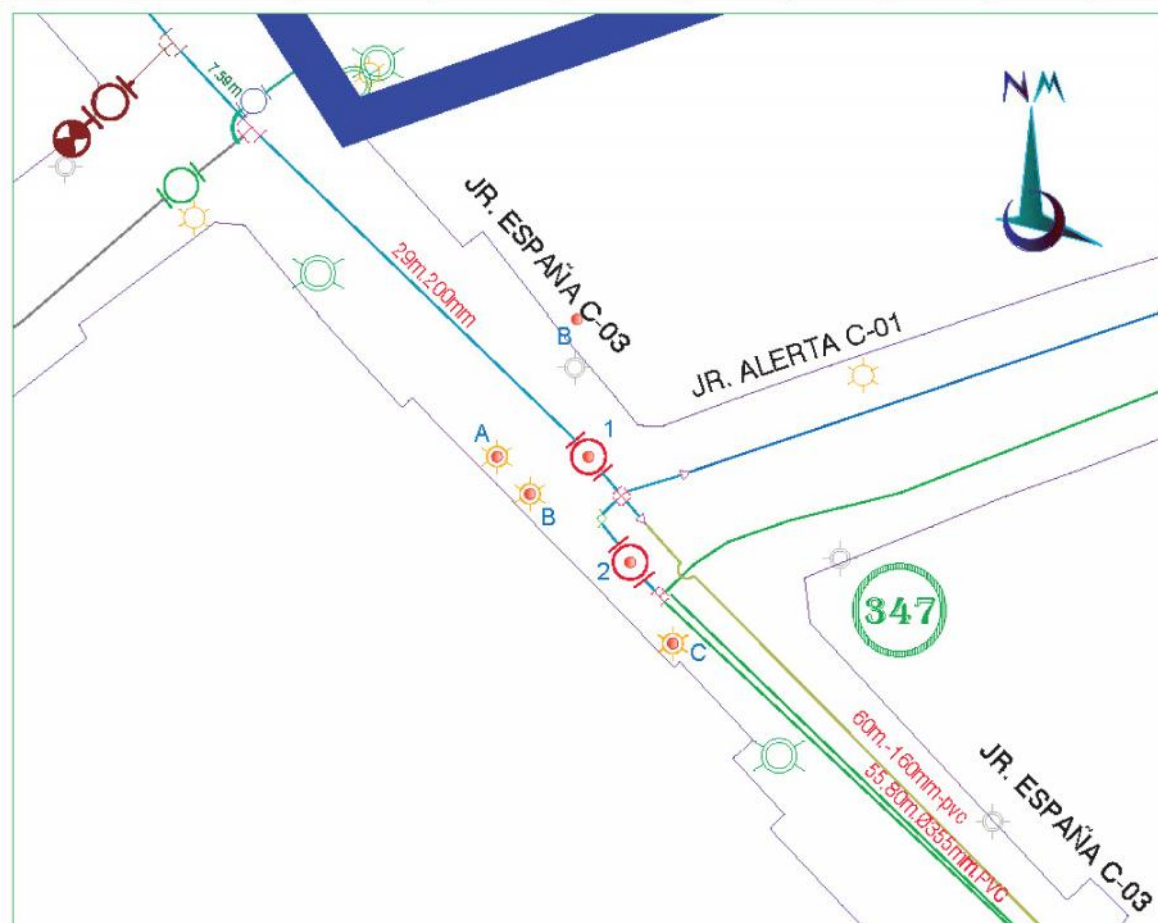 NM
7.59m
JR. ESPAÑA C-03
29m.200mm
B
JR. ALERTA C-01
1
A
B
2
347
C
60m.-160mm-pvc
55.80m.Ø355mm.PVC
JR. ESPAÑA C-03